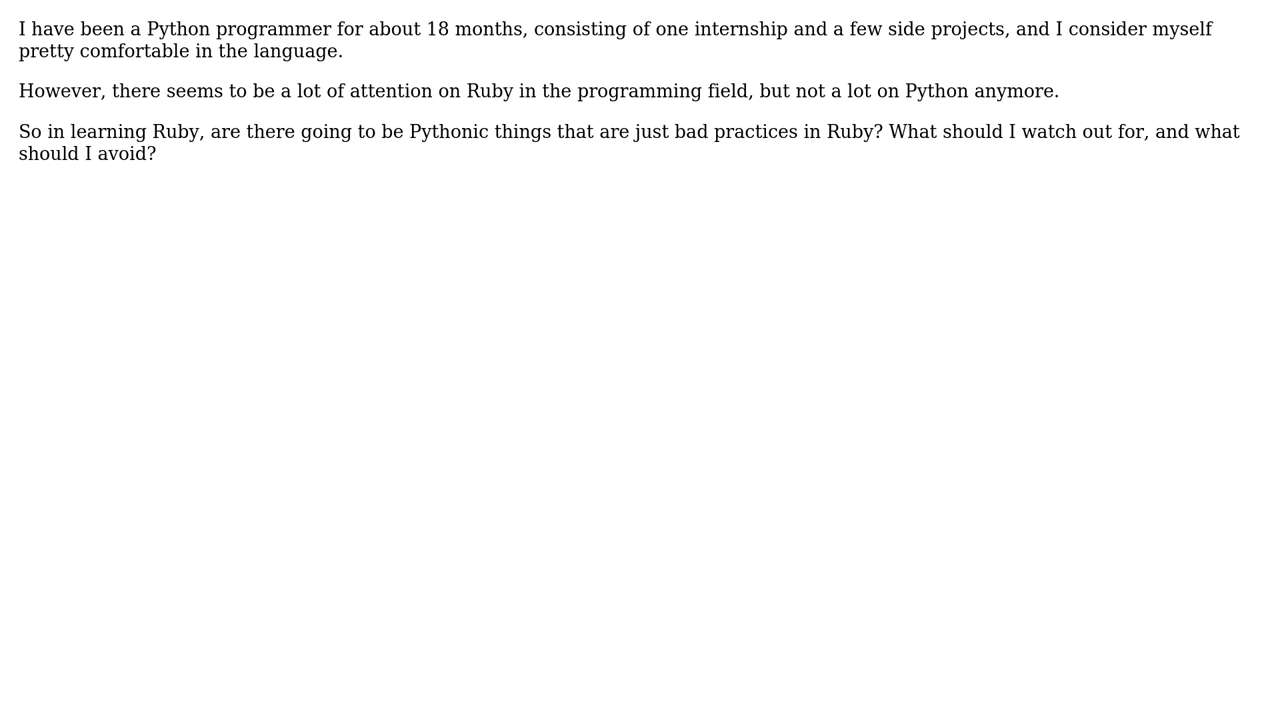 I have been a Python programmer for about 18 months, consisting of one internship and a few side projects, and I consider myself
pretty comfortable in the language.
However, there seems to be a lot of attention on Ruby in the programming field, but not a lot on Python anymore.
So in learning Ruby, are there going to be Pythonic things that are just bad practices in Ruby? What should I watch out for, and what
should I avoid?